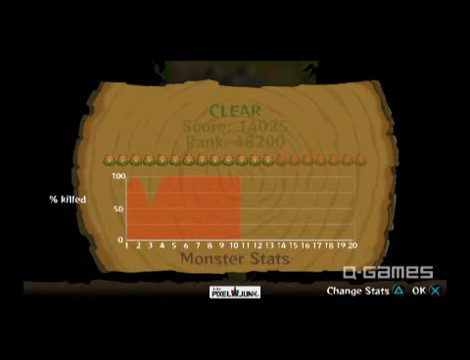 CLEAR
Score: 14025
Rank: 48200
100
% killed
50
0
1 2 3 4 5 6 7 8 9 10 11 12 13 14 15 16 17 18 19 20
Monster Stats
Q-GAMES
PIXELJUNK
Change Stats OK